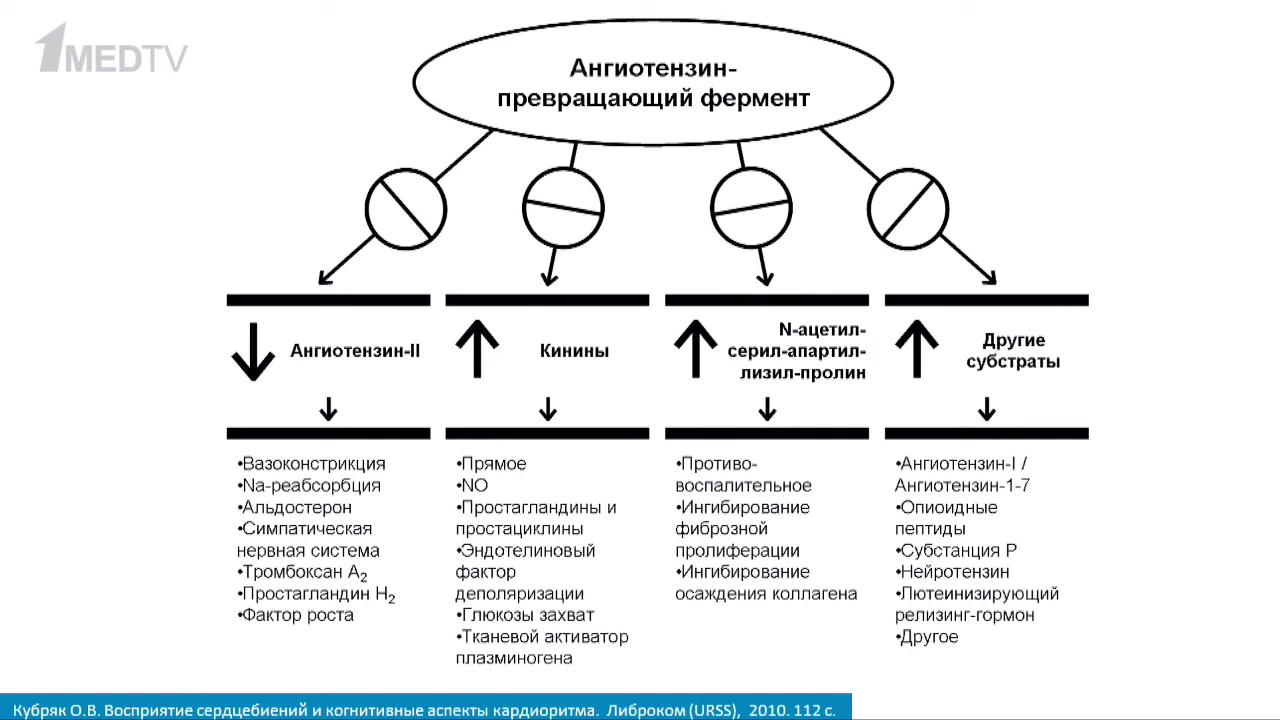 1MEDTV
Ангиотензин-
превращающий фермент
Ангиотензин-II
Кинины
N-ацетил-
серил-апартил-
лизил-пролин
Другие
субстраты
•Вазоконстрикция
•Na-реабсорбция
•Альдостерон
•Симпатическая
нервная система
•Тромбоксан A2
•Простагландин H2
•Фактор роста
•Прямое
•NO
•Простагландины и
простациклины
•Эндотелиновый
фактор
деполяризации
•Глюкозы захват
•Тканевой активатор
плазминогена
•Противо-
воспалительное
•Ингибирование
фиброзной
пролиферации
•Ингибирование
осаждения коллагена
•Ангиотензин-I /
Ангиотензин-1-7
•Опиоидные
пептиды
•Субстанция P
•Нейротензин
•Лютеинизирующий
релизинг-гормон
•Другое
Кубряк О.В. Восприятие сердцебиений и когнитивные аспекты кардиоритма. Либроком (URSS), 2010. 112 с.